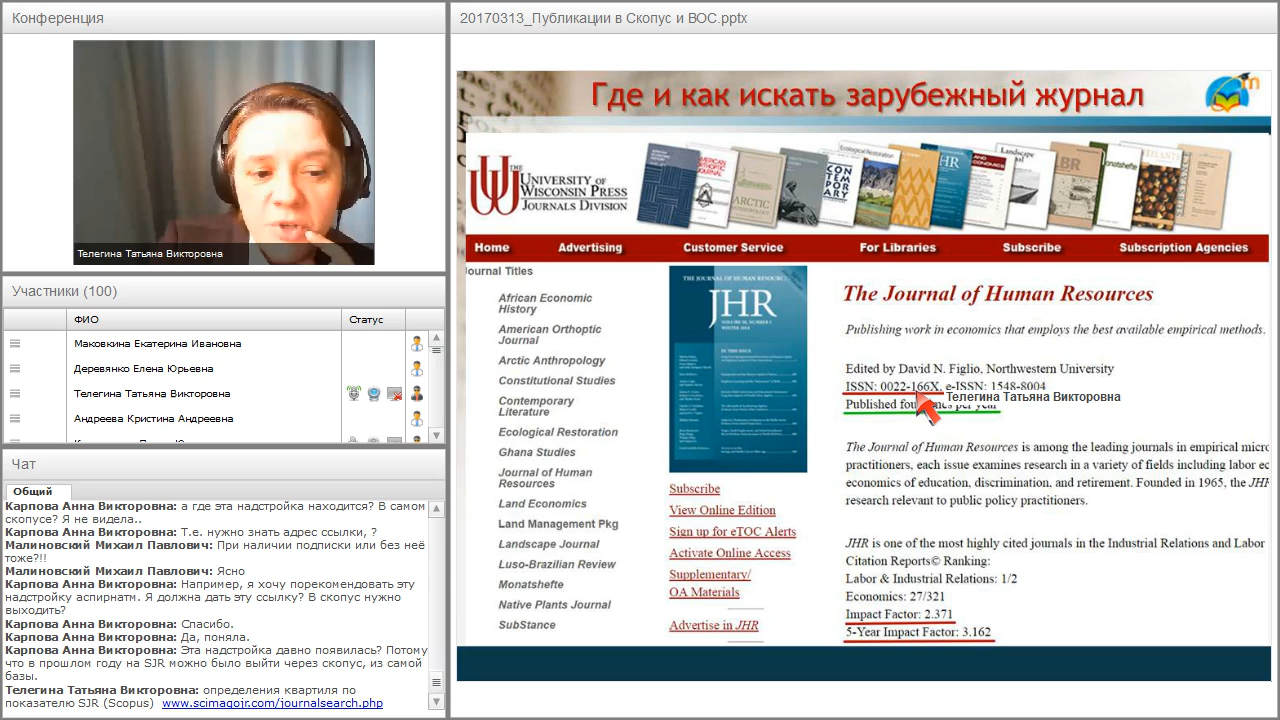 Конференция
Телегина Татьяна Викторовна
Участники (100)
ФИО
Статус
Малковец Екатерина Ивановна
Телегина Татьяна Викторовна
Карпова Кристина
Чат
Общий
Карпова Анна Викторовна: а где эта надстройка находится? В самом
скопусе? Я не видела..
Карпова Анна Викторовна: Т.е. нужно знать адрес ссылки, ?
Малиновский Михаил Павлович: При наличии подписки или без неё
тоже?!!
Малиновский Михаил Павлович: Ясно
Карпова Анна Викторовна: Например, я хочу порекомендовать эту
надстройку аспирнатм. Я должна дать эту ссылку? В скопус нужно
выходить?
Карпова Анна Викторовна: Спасибо
Карпова Анна Викторовна: Да, поняла.
Карпова Анна Викторовна: Эта надстройка давно появилась? Потому
что в прошлом году на SJR можно было выйти через скопус, из самой
базы.
Телегина Татьяна Викторовна: определения квартиля по
показателю SJR (Scopus) www.scimagojr.com/journalsearch.php
20170313_Публикации в Скопус и ВОС.pptx
Где и как искать зарубежный журнал
THE
UNIVERSITY OF
WISCONSIN PRESS
JOURNALS DIVISION
Home
Advertising
Customer Service
For Libraries
Subscribe
Subscription Agencies
Journal Titles
African Economic
History
American Orthoptic
Journal
Arctic Anthropology
Constitutional Studies
Contemporary
Literature
Ecological Restoration
Ghana Studies
Journal of Human
Resources
Land Economics
Land Management Pkg
Landscape Journal
Luso-Brazilian Review
Monatshefte
Native Plants Journal
SubStance
THE JOURNAL OF HUMAN RESOURCES
JHR
Subscribe
View Online Edition
Sign up for eTOC Alerts
Activate Online Access
Supplementary/
OA Materials
Advertise in JHR
The Journal of Human Resources
Publishing work in economics that employs the best available empirical methods.
Edited by David N. Figlio, Northwestern University
ISSN: 0022-166X, e-ISSN: 1548-8004
Телегина Татьяна Викторовна
Published four times per year
The Journal of Human Resources is among the leading journals in empirical micro
practitioners, each issue examines research in a variety of fields including labor ec
economics of education, discrimination, and retirement. Founded in 1965, the JHR
research relevant to public policy practitioners.
JHR is one of the most highly cited journals in the Industrial Relations and Labor
Citation Reports© Ranking:
Labor & Industrial Relations: 1/2
Economics: 27/321
Impact Factor: 2.371
5-Year Impact Factor: 3.162